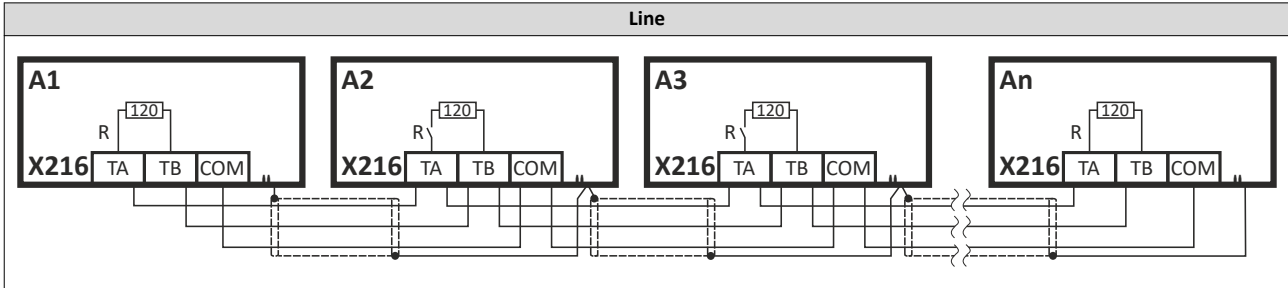 Line
A1 A2 A3 An
120 120 120 120
R R R R
X216 TA TB COM X216 TA TB COM X216 TA TB COM X216 TA TB COM